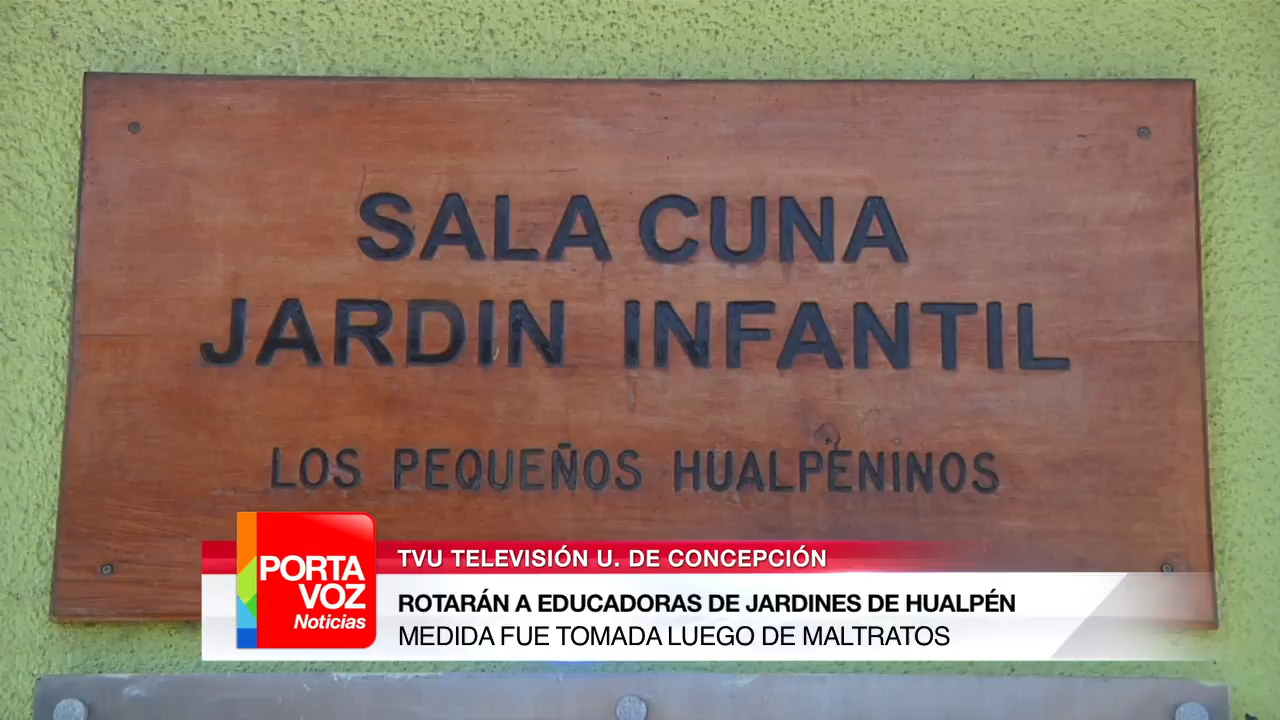 SALA CUNA
JARDIN INFANTIL
LOS PEQUEÑOS HUALPENINOS
PORTA
VOZ
Noticias
TVU TELEVISIÓN U. DE CONCEPCIÓN
ROTARÁN A EDUCADORAS DE JARDINES DE HUALPÉN
MEDIDA FUE TOMADA LUEGO DE MALTRATOS